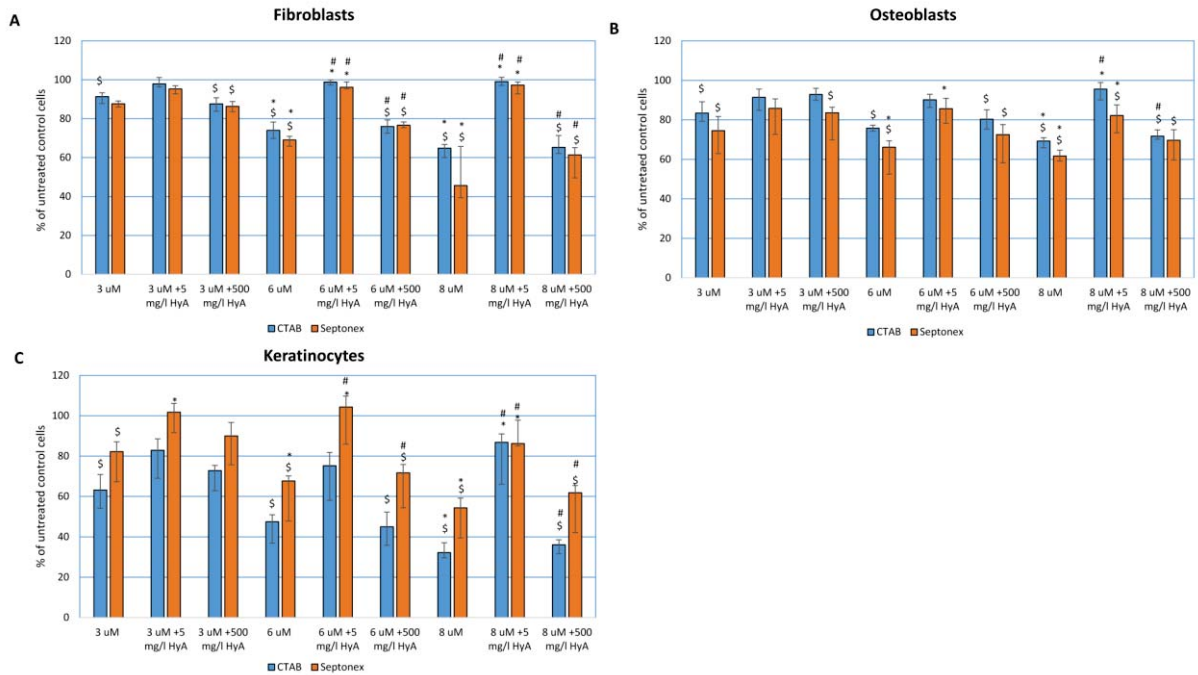 A
Fibroblasts
% of untreated control cells
120
100
80
60
40
20
0
$
$ $
* *
$ $
# #
* *
# #
$ $
* *
$ $
# #
* *
# #
$ $
3 uM
3 uM +5
mg/l HyA
3 uM +500
mg/l HyA
6 uM
6 uM +5
mg/l HyA
6 uM +500
mg/l HyA
8 uM
8 uM +5
mg/l HyA
8 uM +500
mg/l HyA
CTAB Septonex
B
Osteoblasts
% of untretaed control cells
120
100
80
60
40
20
0
$ $
$
$ *
$
*
$ $
* *
$ $
#
* *
$
#
$ $
3 uM
3 uM +5
mg/l HyA
3 uM +500
mg/l HyA
6 uM
6 uM +5
mg/l HyA
6 uM +500
mg/l HyA
8 uM
8 uM +5
mg/l HyA
8 uM +500
mg/l HyA
CTAB Septonex
C
Keratinocytes
% of untreated control cells
120
100
80
60
40
20
0
$ $
*
$ *
$
#
*
$ #
$
* *
$ $
# #
* *
# #
$ $
3 uM
3 uM +5
mg/l HyA
3 uM +500
mg/l HyA
6 uM
6 uM +5
mg/l HyA
6 uM +500
mg/l HyA
8 uM
8 uM +5
mg/l HyA
8 uM +500
mg/l HyA
CTAB Septonex